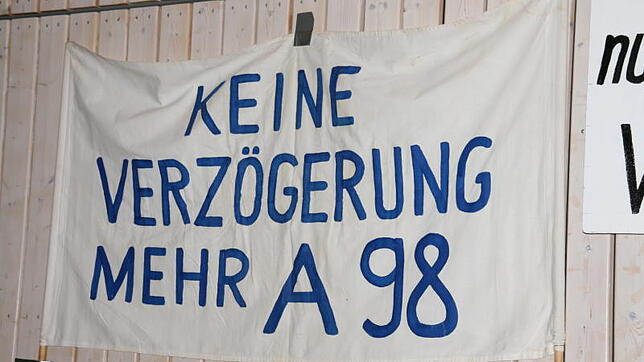 KEINE
VERZÖGERUNG
MEHR A 98